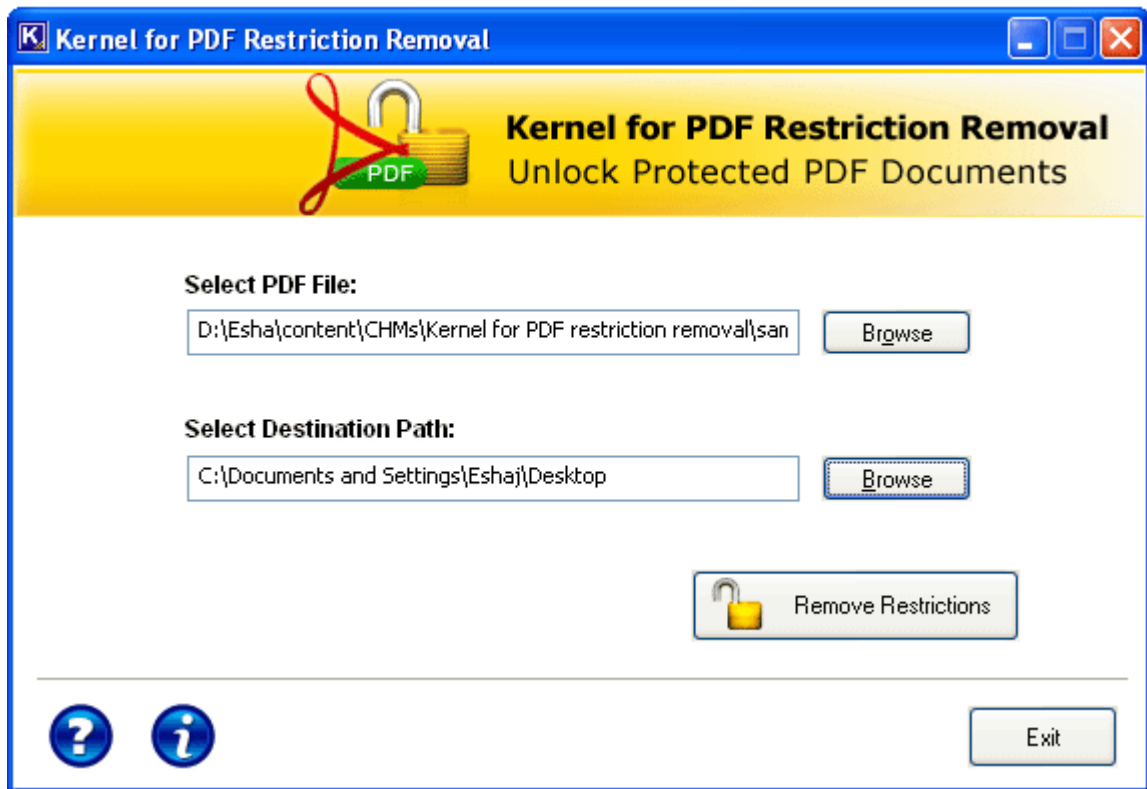 K Kernel for PDF Restriction Removal
PDF
Kernel for PDF Restriction Removal
Unlock Protected PDF Documents
Select PDF File:
D:\Esha\content\CHMs\Kernel for PDF restriction removal\san
Browse
Select Destination Path:
C:\Documents and Settings\Eshaj\Desktop
Browse
Remove Restrictions
? i
Exit